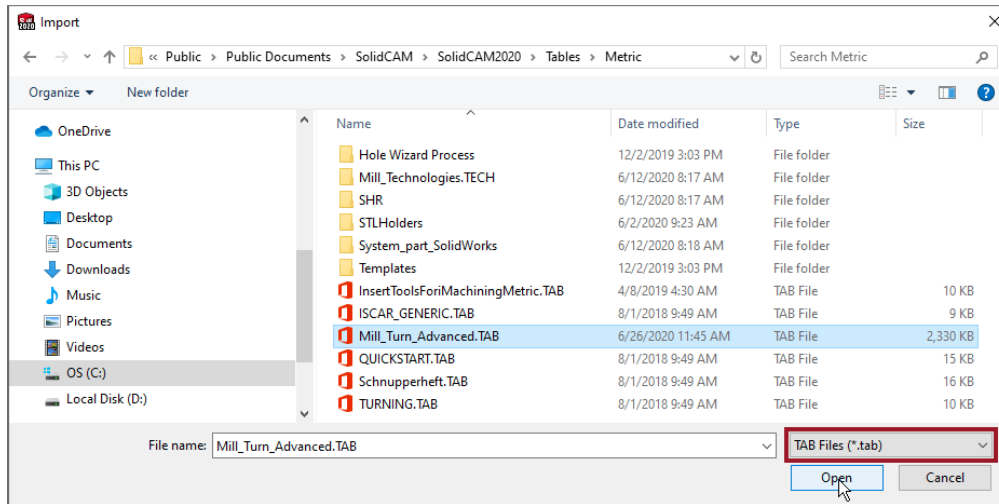 Import
« Public > Public Documents > SolidCAM > SolidCAM2020 > Tables > Metric
Search Metric
Organize
New folder
Name
Date modified
Type
Size
OneDrive
This PC
3D Objects
Desktop
Documents
Downloads
Music
Pictures
Videos
OS (C:)
Local Disk (D:)
Hole Wizard Process 12/2/2019 3:03 PM File folder
Mill_Technologies.TECH 6/12/2020 8:17 AM File folder
SHR 6/12/2020 8:17 AM File folder
STLHolders 6/2/2020 9:23 AM File folder
System_part_SolidWorks 6/12/2020 8:18 AM File folder
Templates 12/2/2019 3:03 PM File folder
InsertToolsForiMachiningMetric.TAB 4/8/2019 4:30 AM TAB File 10 KB
ISCAR_GENERIC.TAB 8/1/2018 9:49 AM TAB File 9 KB
Mill_Turn_Advanced.TAB 6/26/2020 11:45 AM TAB File 2,330 KB
QUICKSTART.TAB 8/1/2018 9:49 AM TAB File 15 KB
Schnupperheft.TAB 8/1/2018 9:49 AM TAB File 16 KB
TURNING.TAB 8/1/2018 9:49 AM TAB File 10 KB
File name: Mill_Turn_Advanced.TAB
TAB Files (*.tab)
Open
Cancel